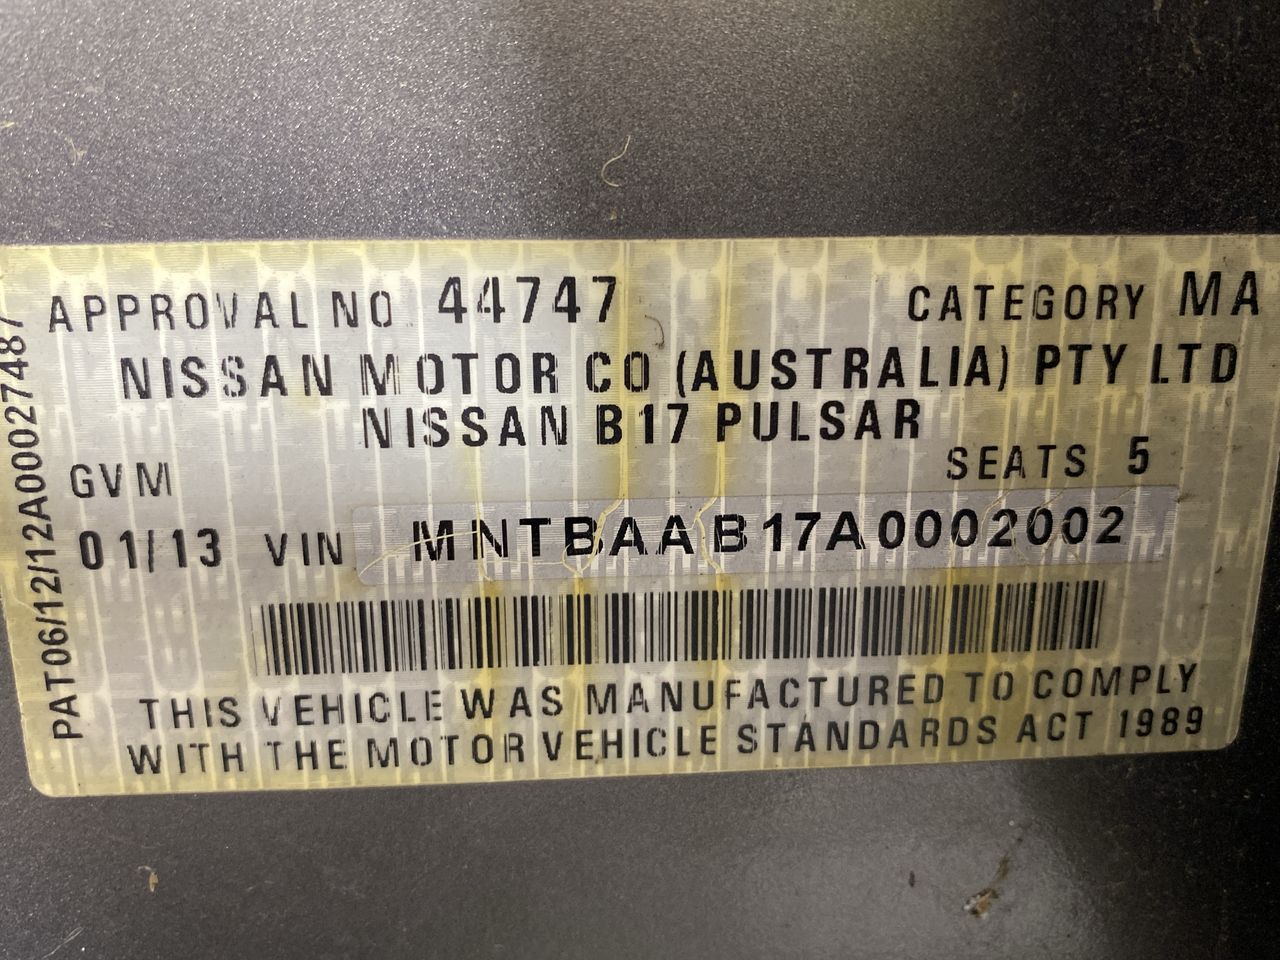 APPROVAL NO 44747 CATEGORY MA
NISSAN MOTOR CO (AUSTRALIA) PTY LTD
NISSAN B17 PULSAR
GVM SEATS 5
01/13 VIN MNTBAAB17A0002002
THIS VEHICLE WAS MANUFACTURED TO COMPLY
WITH THE MOTOR VEHICLE STANDARDS ACT 1989
PAT06/12/12A00027487